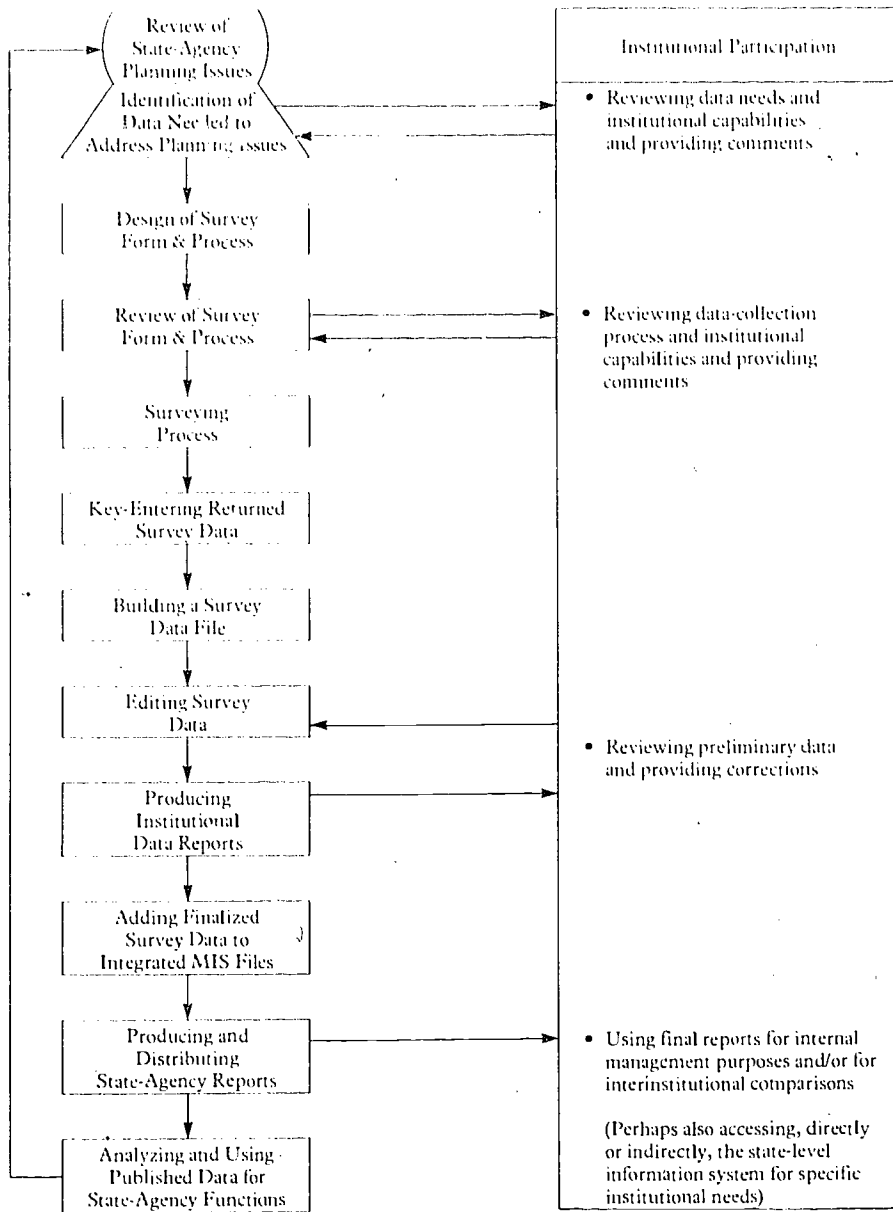 Review of
State-Agency
Planning Issues
Identification of
Data Needed to
Address Planning Issues
Design of Survey
Form & Process
Review of Survey
Form & Process
Surveying
Process
Key-Entering Returned
Survey Data
Building a Survey
Data File
Editing Survey
Data
Producing
Institutional
Data Reports
Adding Finalized
Survey Data to
Integrated MIS Files
Producing and
Distributing
State-Agency Reports
Analyzing and Using
Published Data for
State-Agency Functions
Institutional Participation
• Reviewing data needs and
institutional capabilities
and providing comments
• Reviewing data-collection
process and institutional
capabilities and providing
comments
• Reviewing preliminary data
and providing corrections
• Using final reports for internal
management purposes and/or for
interinstitutional comparisons
(Perhaps also accessing, directly
or indirectly, the state-level
information system for specific
institutional needs)